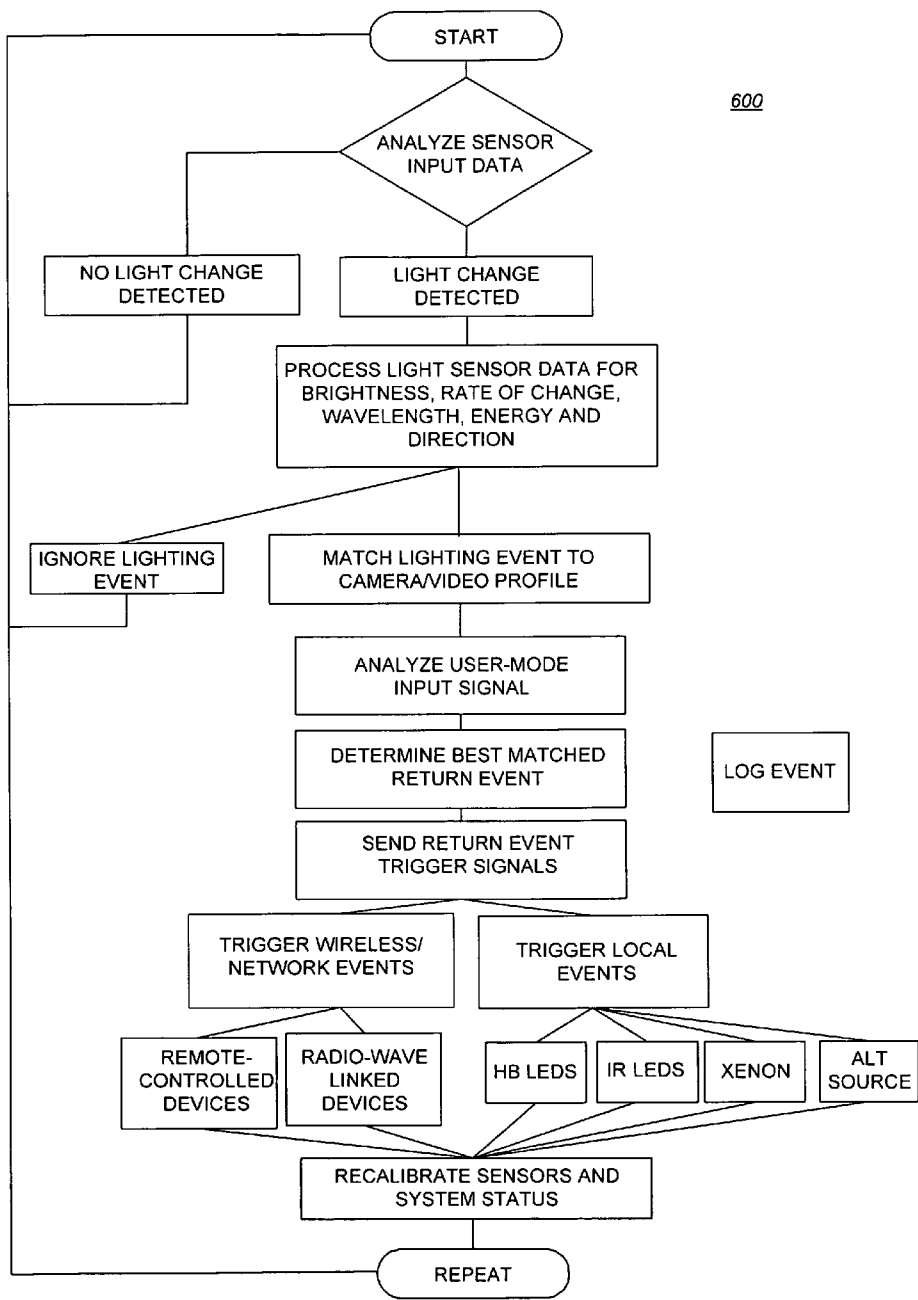 START
600
ANALYZE SENSOR
INPUT DATA
NO LIGHT CHANGE
DETECTED
LIGHT CHANGE
DETECTED
PROCESS LIGHT SENSOR DATA FOR
BRIGHTNESS, RATE OF CHANGE,
WAVELENGTH, ENERGY AND
DIRECTION
IGNORE LIGHTING
EVENT
MATCH LIGHTING EVENT TO
CAMERA/VIDEO PROFILE
ANALYZE USER-MODE
INPUT SIGNAL
DETERMINE BEST MATCHED
RETURN EVENT
LOG EVENT
SEND RETURN EVENT
TRIGGER SIGNALS
TRIGGER WIRELESS/
NETWORK EVENTS
TRIGGER LOCAL
EVENTS
REMOTE-
CONTROLLED
DEVICES
RADIO-WAVE
LINKED
DEVICES
HB LEDS
IR LEDS
XENON
ALT
SOURCE
RECALIBRATE SENSORS AND
SYSTEM STATUS
REPEAT